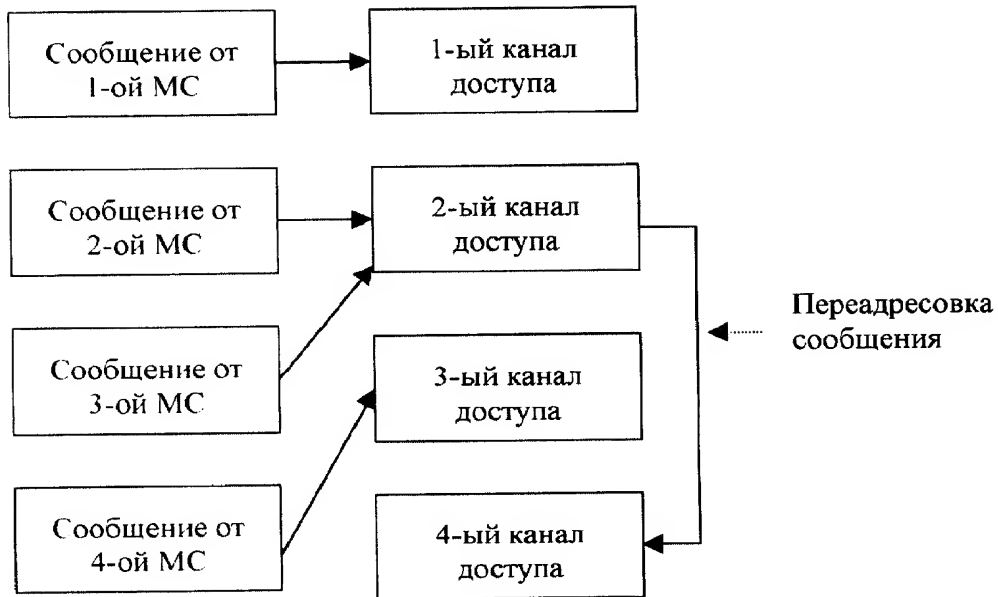 Сообщение от
1-ой МС
1-ый канал
доступа
Сообщение от
2-ой МС
2-ый канал
доступа
Сообщение от
3-ой МС
3-ый канал
доступа
Сообщение от
4-ой МС
4-ый канал
доступа
Переадресовка
сообщения